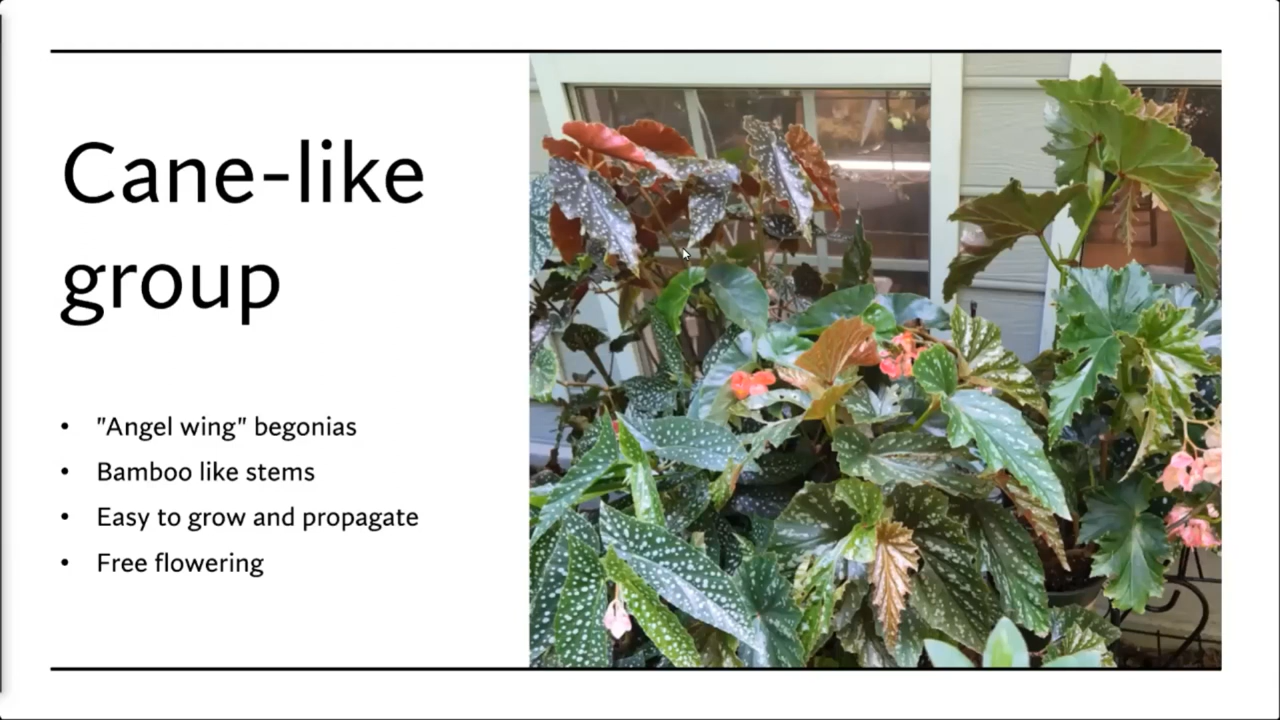 Cane-like
group
• "Angel wing" begonias
• Bamboo like stems
• Easy to grow and propagate
• Free flowering